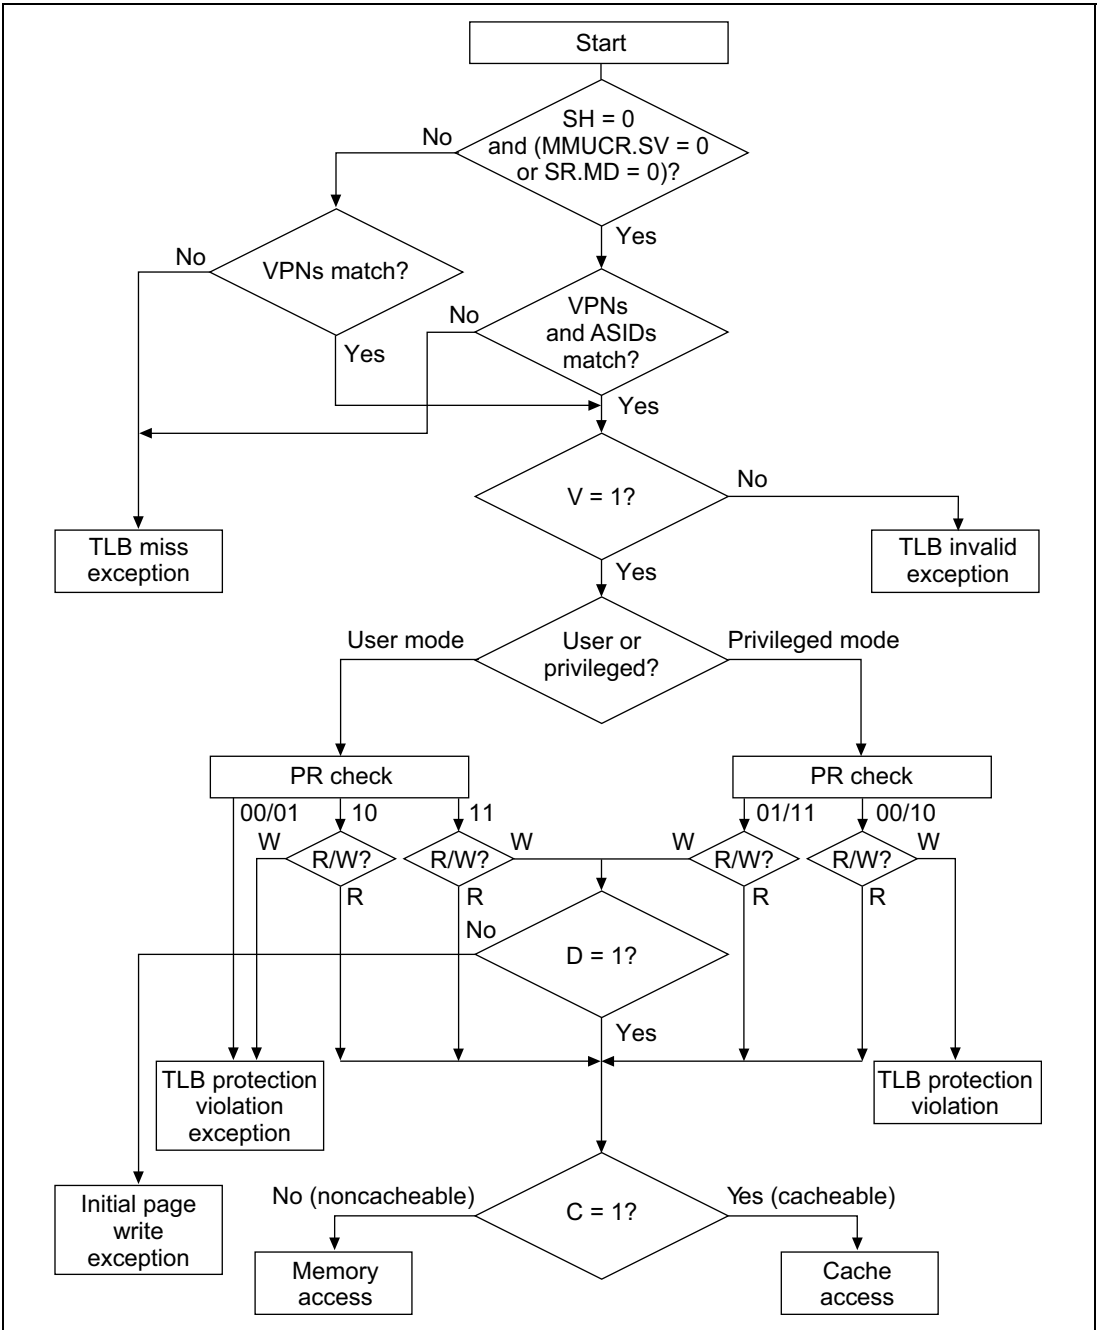 Start
SH = 0
and (MMUCR.SV = 0
or SR.MD = 0)?
No
Yes
VPNs match?
No
Yes
VPNs
and ASIDs
match?
No
Yes
V = 1?
No
Yes
TLB miss
exception
TLB invalid
exception
User or
privileged?
User mode
Privileged mode
PR check
PR check
00/01
10
11
01/11
00/10
W
R/W?
R/W?
W
W
R/W?
R/W?
W
R
R
R
R
No
D = 1?
Yes
TLB protection
violation
exception
TLB protection
violation
Initial page
write
exception
No (noncacheable)
C = 1?
Yes (cacheable)
Memory
access
Cache
access